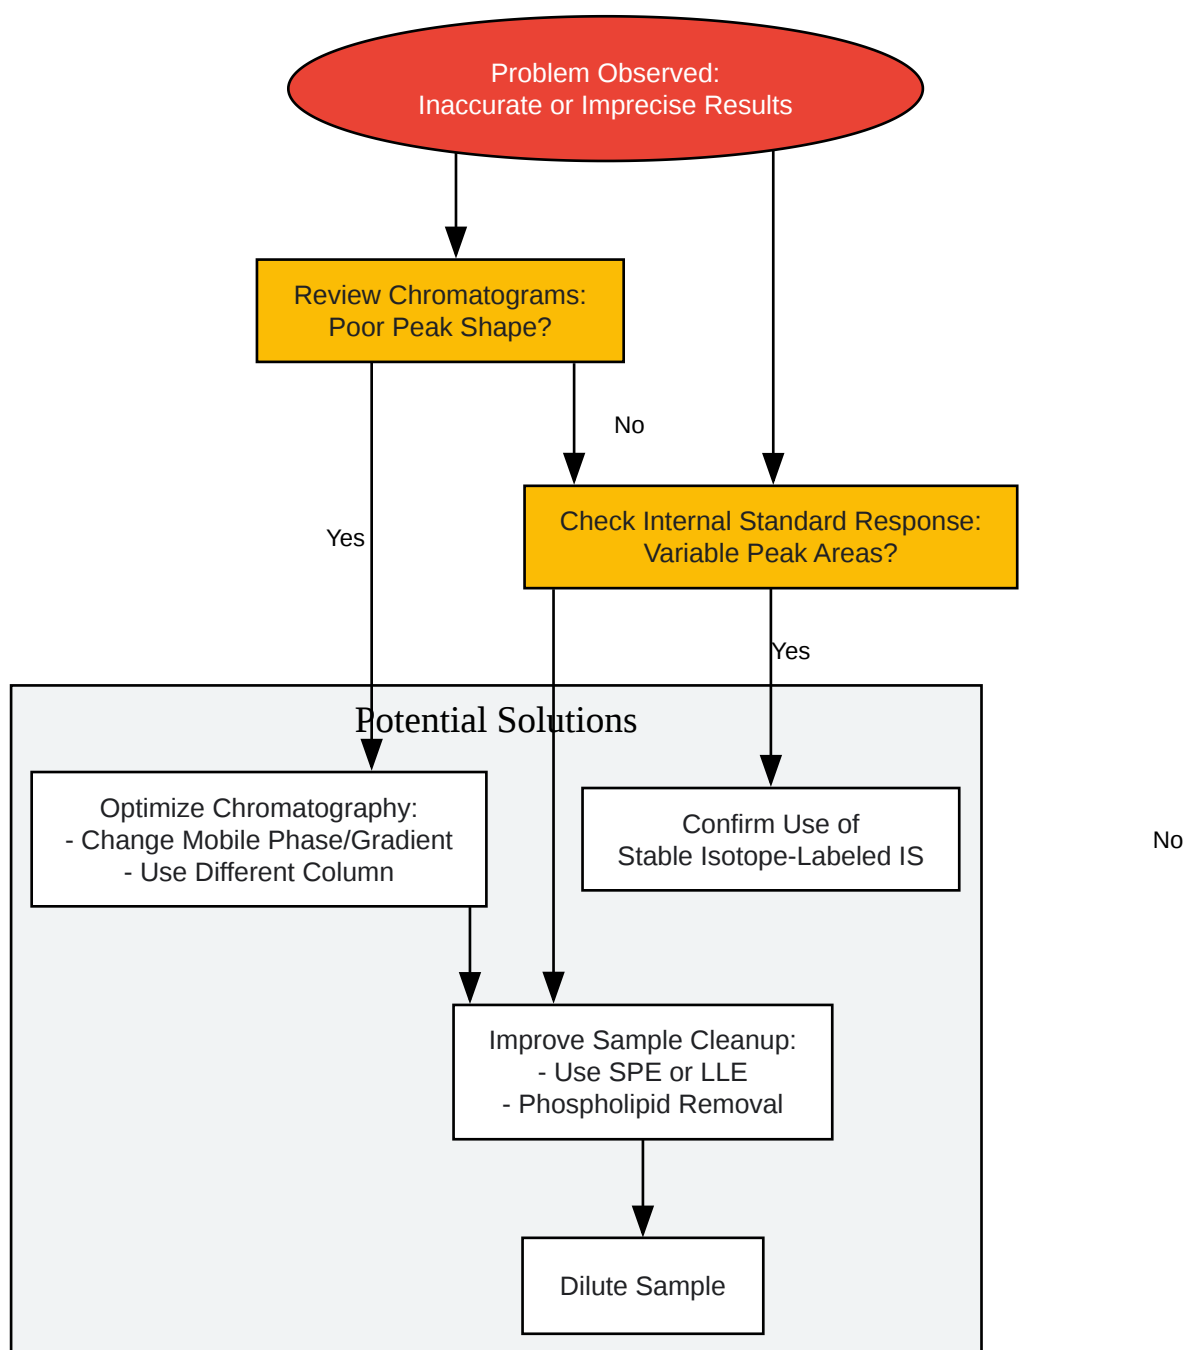 Problem Observed:
Inaccurate or Imprecise Results
Review Chromatograms:
Poor Peak Shape?
No
Check Internal Standard Response:
Variable Peak Areas?
Yes
Yes
Potential Solutions
Optimize Chromatography:
- Change Mobile Phase/Gradient
- Use Different Column
Confirm Use of
Stable Isotope-Labeled IS
No
Improve Sample Cleanup:
- Use SPE or LLE
- Phospholipid Removal
Dilute Sample